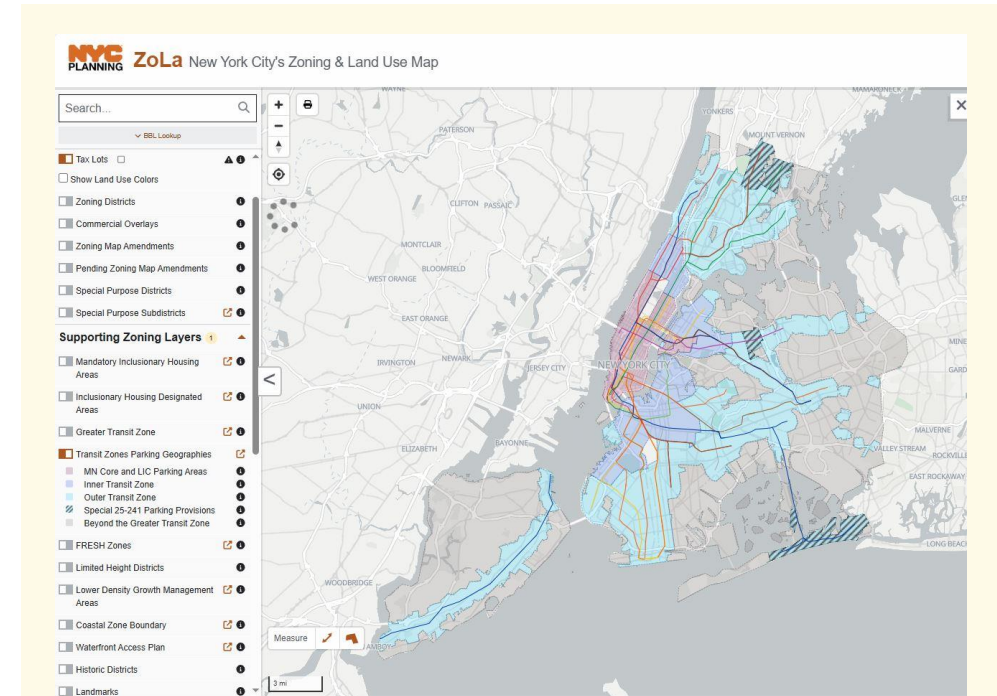 NYC
PLANNING
ZoLa New York City's Zoning & Land Use Map
Search...
BBL Lookup
Tax Lots
Show Land Use Colors
Zoning Districts
Commercial Overlays
Zoning Map Amendments
Pending Zoning Map Amendments
Special Purpose Districts
Special Purpose Subdistricts
Supporting Zoning Layers 1
Mandatory Inclusionary Housing
Areas
Inclusionary Housing Designated
Areas
Greater Transit Zone
Transit Zones Parking Geographies
MN Core and LIC Parking Areas
Inner Transit Zone
Outer Transit Zone
Special 25-241 Parking Provisions
Beyond the Greater Transit Zone
FRESH Zones
Limited Height Districts
Lower Density Growth Management
Areas
Coastal Zone Boundary
Waterfront Access Plan
Historic Districts
Landmarks
WAYNE
MAMARONECK
YONKERS
PATERSON
MOUNT VERNON
CLIFTON
PASSAIC
GLE
MONTCLAIR
BLOOMFIELD
WEST ORANGE
EAST ORANGE
MINE
IRVINGTON
NEWARK
JERSEY CITY
NEW YORK CITY
GARD
UNION
MALVERNE
ELIZABETH
BAYONNE
VALLEY STREAM
ROCKVILL
EAST ROCKAWAY
LONG BEAC
WOODBRIDGE
Measure
AMBOY
3 mi